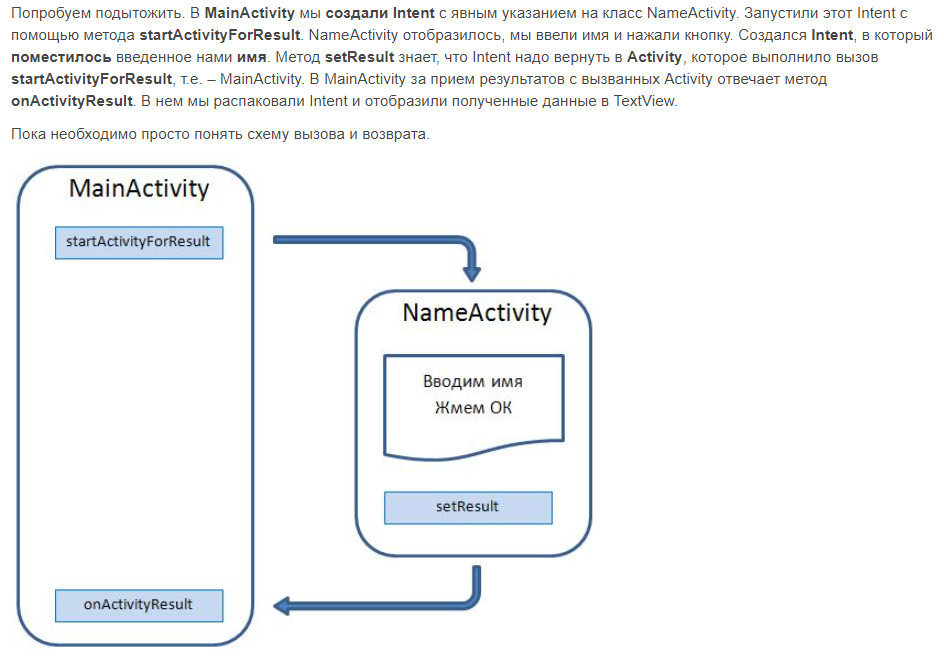 Попробуем подытожить. В MainActivity мы создали Intent с явным указанием на класс NameActivity. Запустили этот Intent с
помощью метода startActivityForResult. NameActivity отобразилось, мы ввели имя и нажали кнопку. Создался Intent, в который
поместилось введенное нами имя. Метод setResult знает, что Intent надо вернуть в Activity, которое выполнило вызов
startActivityForResult, т.е. – MainActivity. В MainActivity за прием результатов с вызванных Activity отвечает метод
onActivityResult. В нем мы распаковали Intent и отобразили полученные данные в TextView.
Пока необходимо просто понять схему вызова и возврата.
MainActivity
startActivityForResult
NameActivity
Вводим имя
Жмем ОК
setResult
onActivityResult